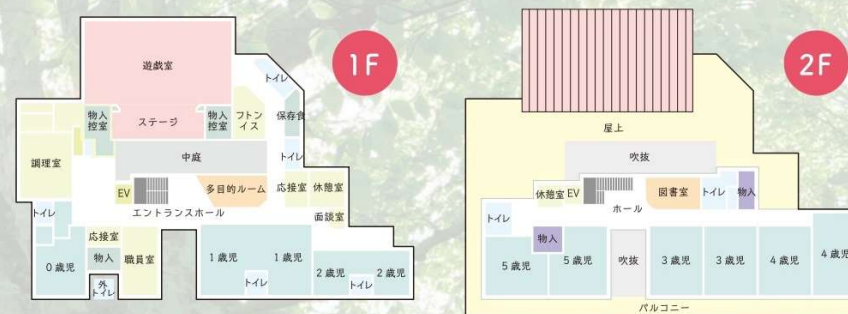 1F
遊戯室
トイレ
物入
控室
ステージ
物入
控室
フトン
イス
保存食
調理室
中庭
トイレ
EV
多目的ルーム
応接室
休憩室
トイレ
エントランスホール
面談室
応接室
0歳児
物入
職員室
1歳児
1歳児
2歳児
2歳児
トイレ
トイレ
外
トイレ
2F
屋上
吹抜
休憩室
EV
図書室
トイレ
物入
トイレ
ホール
物入
5歳児
5歳児
吹抜
3歳児
3歳児
4歳児
4歳児
バルコニー